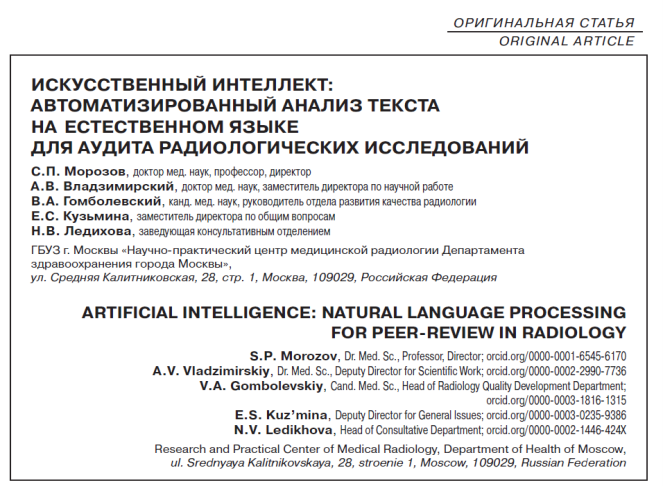 ОРИГИНАЛЬНАЯ СТАТЬЯ
ORIGINAL ARTICLE
ИСКУССТВЕННЫЙ ИНТЕЛЛЕКТ:
АВТОМАТИЗИРОВАННЫЙ АНАЛИЗ ТЕКСТА
НА ЕСТЕСТВЕННОМ ЯЗЫКЕ
ДЛЯ АУДИТА РАДИОЛОГИЧЕСКИХ ИССЛЕДОВАНИЙ
С.П. Морозов, доктор мед. наук, профессор, директор
А.В. Владзимирский, доктор мед. наук, заместитель директора по научной работе
В.А. Гомболевский, канд. мед. наук, руководитель отдела развития качества радиологии
Е.С. Кузьмина, заместитель директора по общим вопросам
Н.В. Ледихова, заведующая консультативным отделением
ГБУЗ г. Москвы «Научно-практический центр медицинской радиологии Департамента
здравоохранения города Москвы»,
ул. Средняя Калитниковская, 28, стр. 1, Москва, 109029, Российская Федерация
ARTIFICIAL INTELLIGENCE: NATURAL LANGUAGE PROCESSING
FOR PEER-REVIEW IN RADIOLOGY
S.P. Morozov, Dr. Med. Sc., Professor, Director; orcid.org/0000-0001-6545-6170
A.V. Vladzimirskiy, Dr. Med. Sc., Deputy Director for Scientific Work; orcid.org/0000-0002-2990-7736
V.A. Gombolevskiy, Cand. Med. Sc., Head of Radiology Quality Development Department;
orcid.org/0000-0003-1816-1315
E.S. Kuz'mina, Deputy Director for General Issues; orcid.org/0000-0003-0235-9386
N.V. Ledikhova, Head of Consultative Department; orcid.org/0000-0002-1446-424X
Research and Practical Center of Medical Radiology, Department of Health of Moscow,
ul. Srednyaya Kalitnikovskaya, 28, stroenie 1, Moscow, 109029, Russian Federation